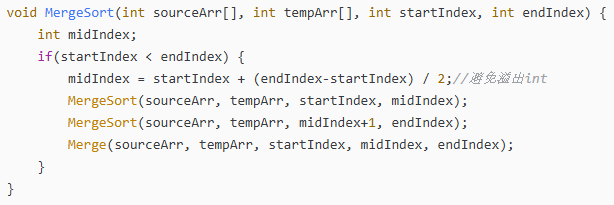 void MergeSort(int sourceArr[], int tempArr[], int startIndex, int endIndex) {
    int midIndex;
    if(startIndex < endIndex) {
        midIndex = startIndex + (endIndex-startIndex) / 2;//避免溢出int
        MergeSort(sourceArr, tempArr, startIndex, midIndex);
        MergeSort(sourceArr, tempArr, midIndex+1, endIndex);
        Merge(sourceArr, tempArr, startIndex, midIndex, endIndex);
    }
}